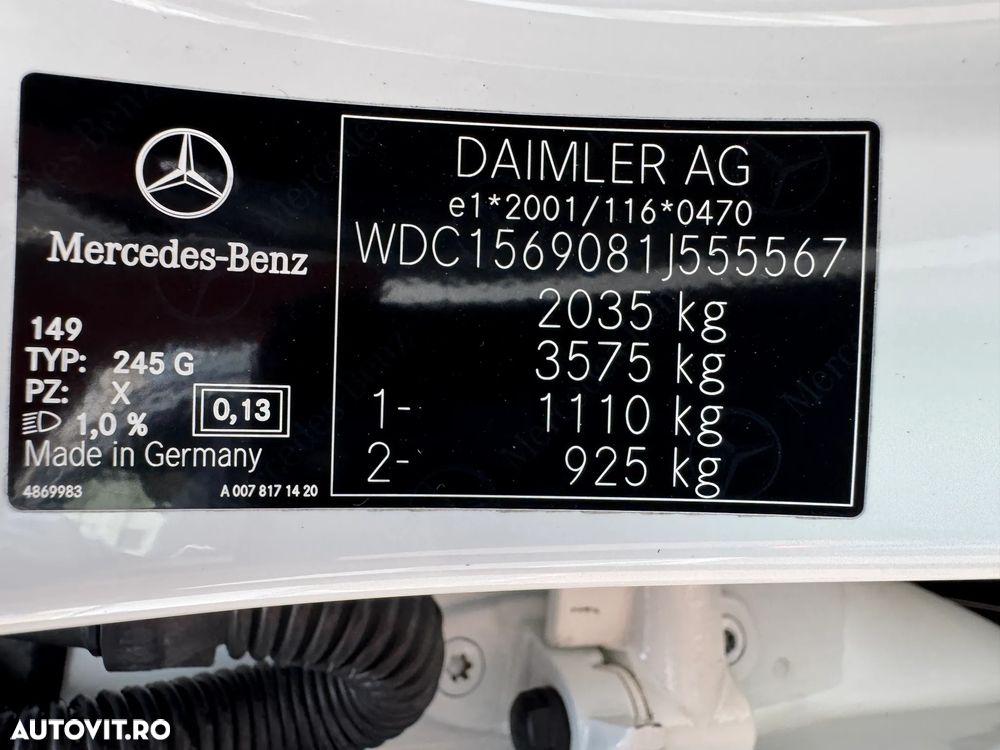 Mercedes-Benz
149
TYP: 245 G
PZ: X
1,0 %
0,13
Made in Germany
4869983
A 007 817 14 20
DAIMLER AG
e1*2001/116*0470
WDC1569081J555567
2035 kg
3575 kg
1- 1110 kg
2- 925 kg
AUTOVIT.RO